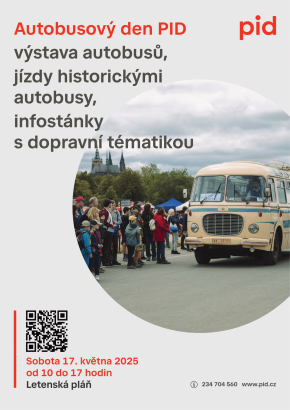 Autobusový den PID
pid
výstava autobusů,
jízdy historickými
autobusy,
infostánky
s dopravní tématikou
Sobota 17. května 2025
od 10 do 17 hodin
Letenská pláň
234 704 560 www.pid.cz